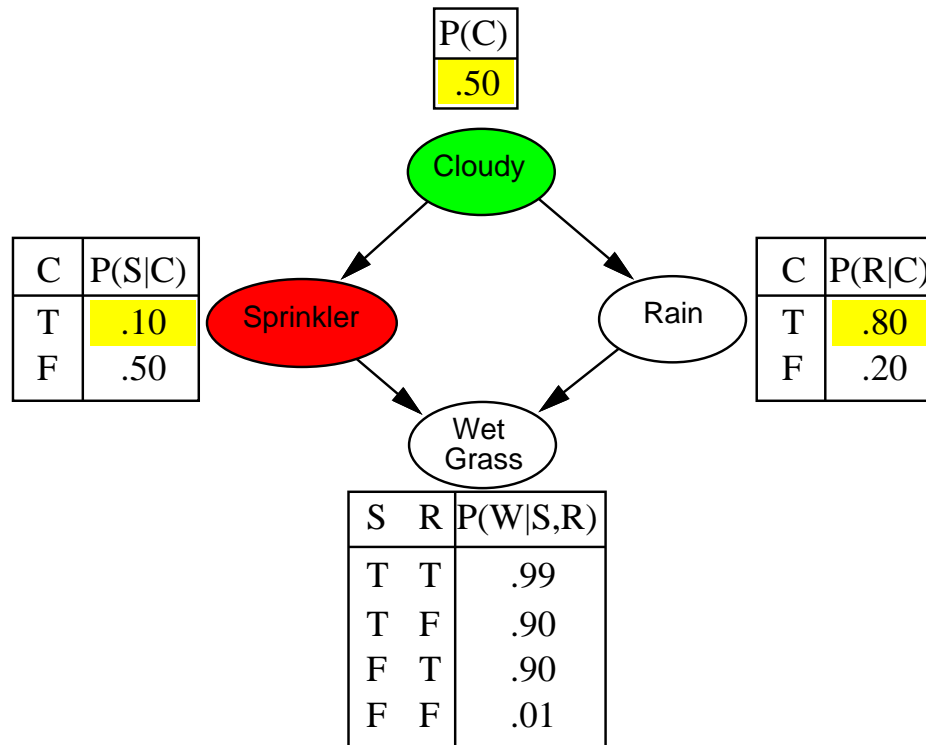 P(C)
.50
Cloudy
C P(S|C)
T .10
F .50
Sprinkler
Rain
C P(R|C)
T .80
F .20
Wet
Grass
S R P(W|S,R)
T T .99
T F .90
F T .90
F F .01